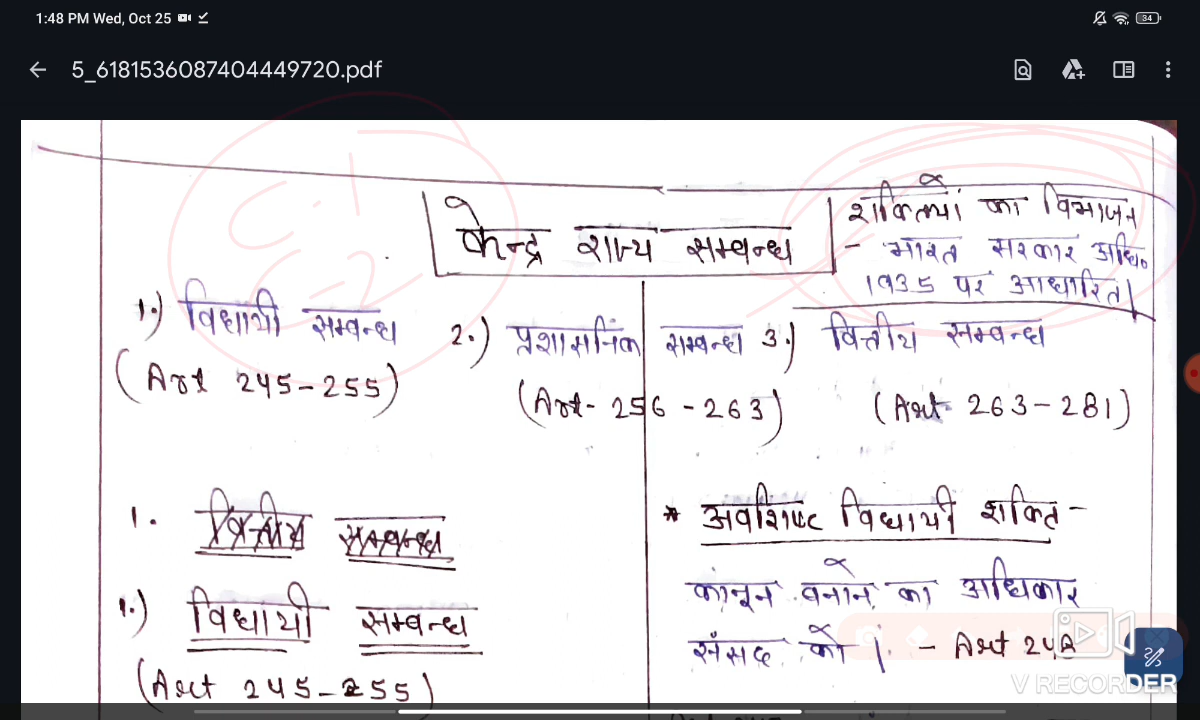 1:48 PM Wed, Oct 25
34
5_6181536087404449720.pdf
केन्द्र राज्य सम्बन्ध
शक्तियों का विभाजन
- भारत सरकार अधि०
1935 पर आधारित।
1.) विधायी सम्बन्ध
(Art 245-255)
2.) प्रशासनिक सम्बन्ध
(Art- 256 - 263)
3.) वित्तीय सम्बन्ध
(Art 263-281)
1. वित्तीय सम्बन्ध
1.) विधायी सम्बन्ध
(Art 245-255)
* अवशिष्ट विधायी शक्ति -
कानून बनाने का अधिकार
संसद को। - Art 248
V RECORDER